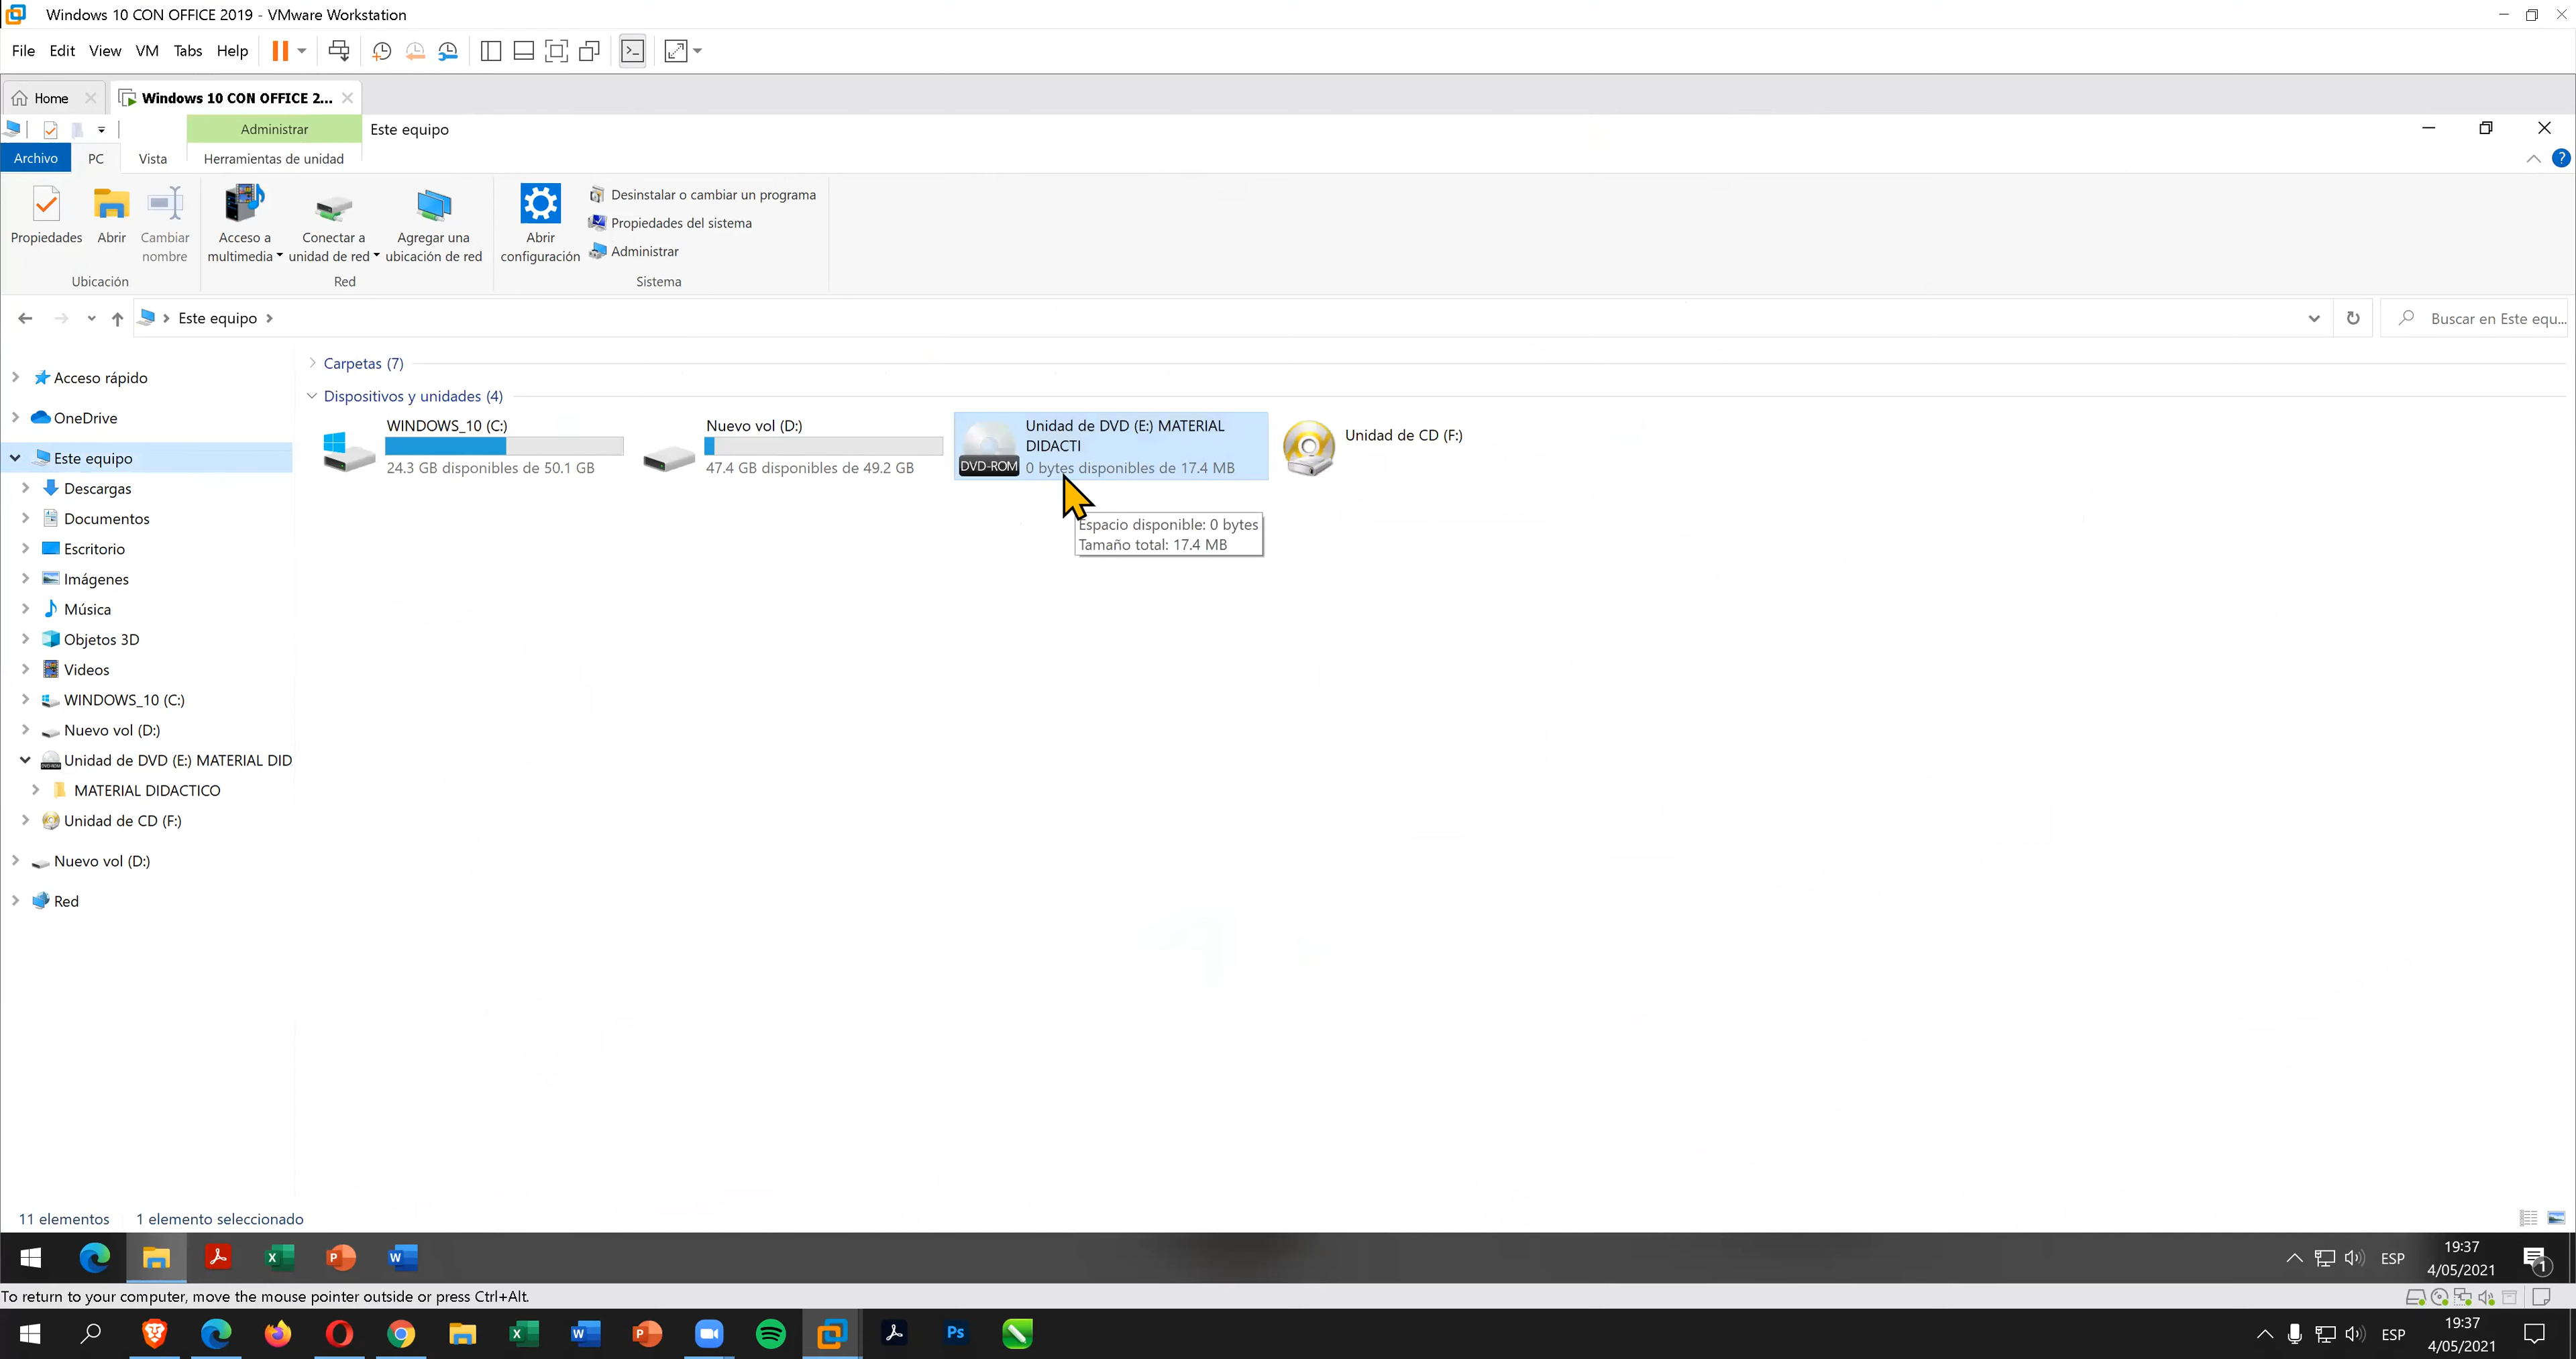 Windows 10 CON OFFICE 2019 - VMware Workstation
File Edit View VM Tabs Help
Home
Windows 10 CON OFFICE 2...
Administrar
Este equipo
Archivo PC Vista Herramientas de unidad
Propiedades
Abrir
Cambiar
nombre
Ubicación
Acceso a
multimedia
Conectar a
unidad de red
Agregar una
ubicación de red
Red
Abrir
configuración
Desinstalar o cambiar un programa
Propiedades del sistema
Administrar
Sistema
Este equipo
Buscar en Este equ...
Acceso rápido
OneDrive
Este equipo
Descargas
Documentos
Escritorio
Imágenes
Música
Objetos 3D
Videos
WINDOWS_10 (C:)
Nuevo vol (D:)
Unidad de DVD (E:) MATERIAL DID
MATERIAL DIDACTICO
Unidad de CD (F:)
Nuevo vol (D:)
Red
Carpetas (7)
Dispositivos y unidades (4)
WINDOWS_10 (C:)
24.3 GB disponibles de 50.1 GB
Nuevo vol (D:)
47.4 GB disponibles de 49.2 GB
DVD-ROM
Unidad de DVD (E:) MATERIAL
DIDACTI
0 bytes disponibles de 17.4 MB
Unidad de CD (F:)
Espacio disponible: 0 bytes
Tamaño total: 17.4 MB
11 elementos 1 elemento seleccionado
ESP
19:37
4/05/2021
1
To return to your computer, move the mouse pointer outside or press Ctrl+Alt.
Ps
ESP
19:37
4/05/2021